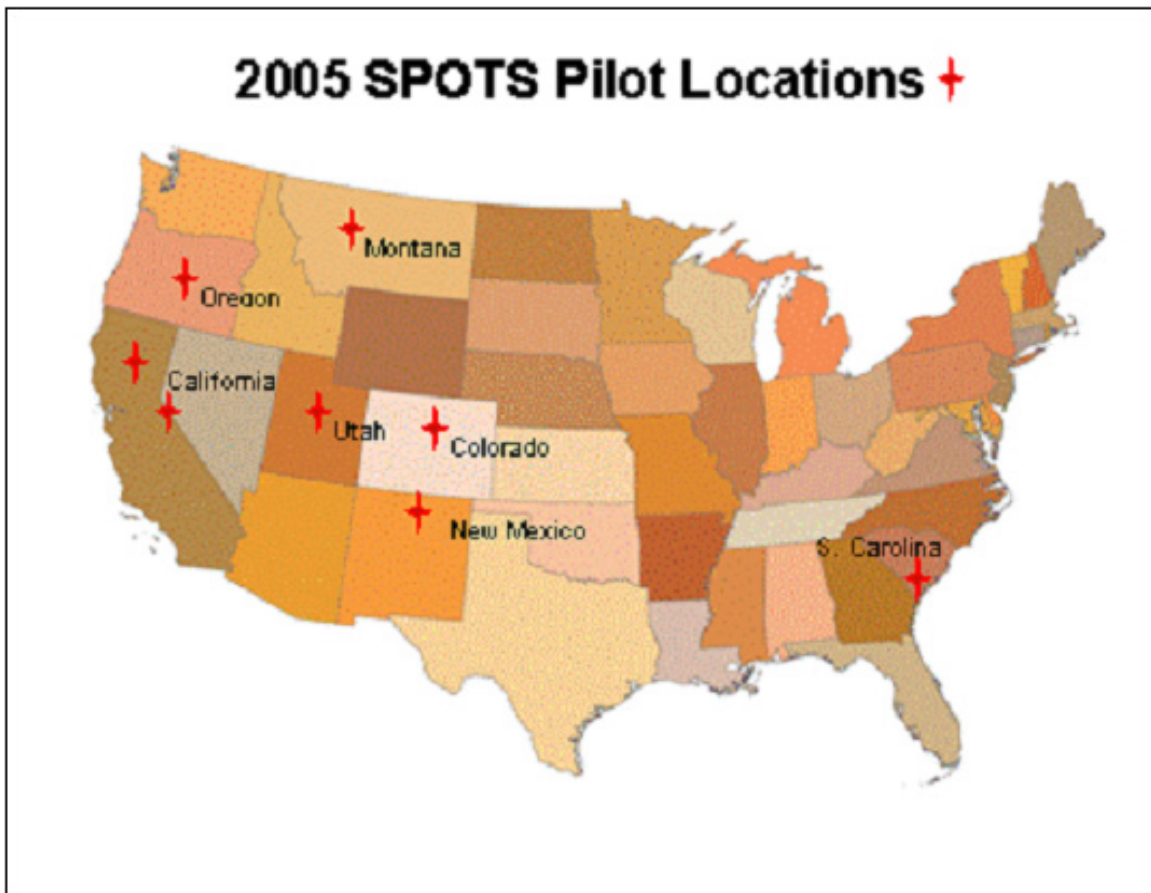 2005 SPOTS Pilot Locations
Montana
Oregon
California
Utah
Colorado
New Mexico
S. Carolina